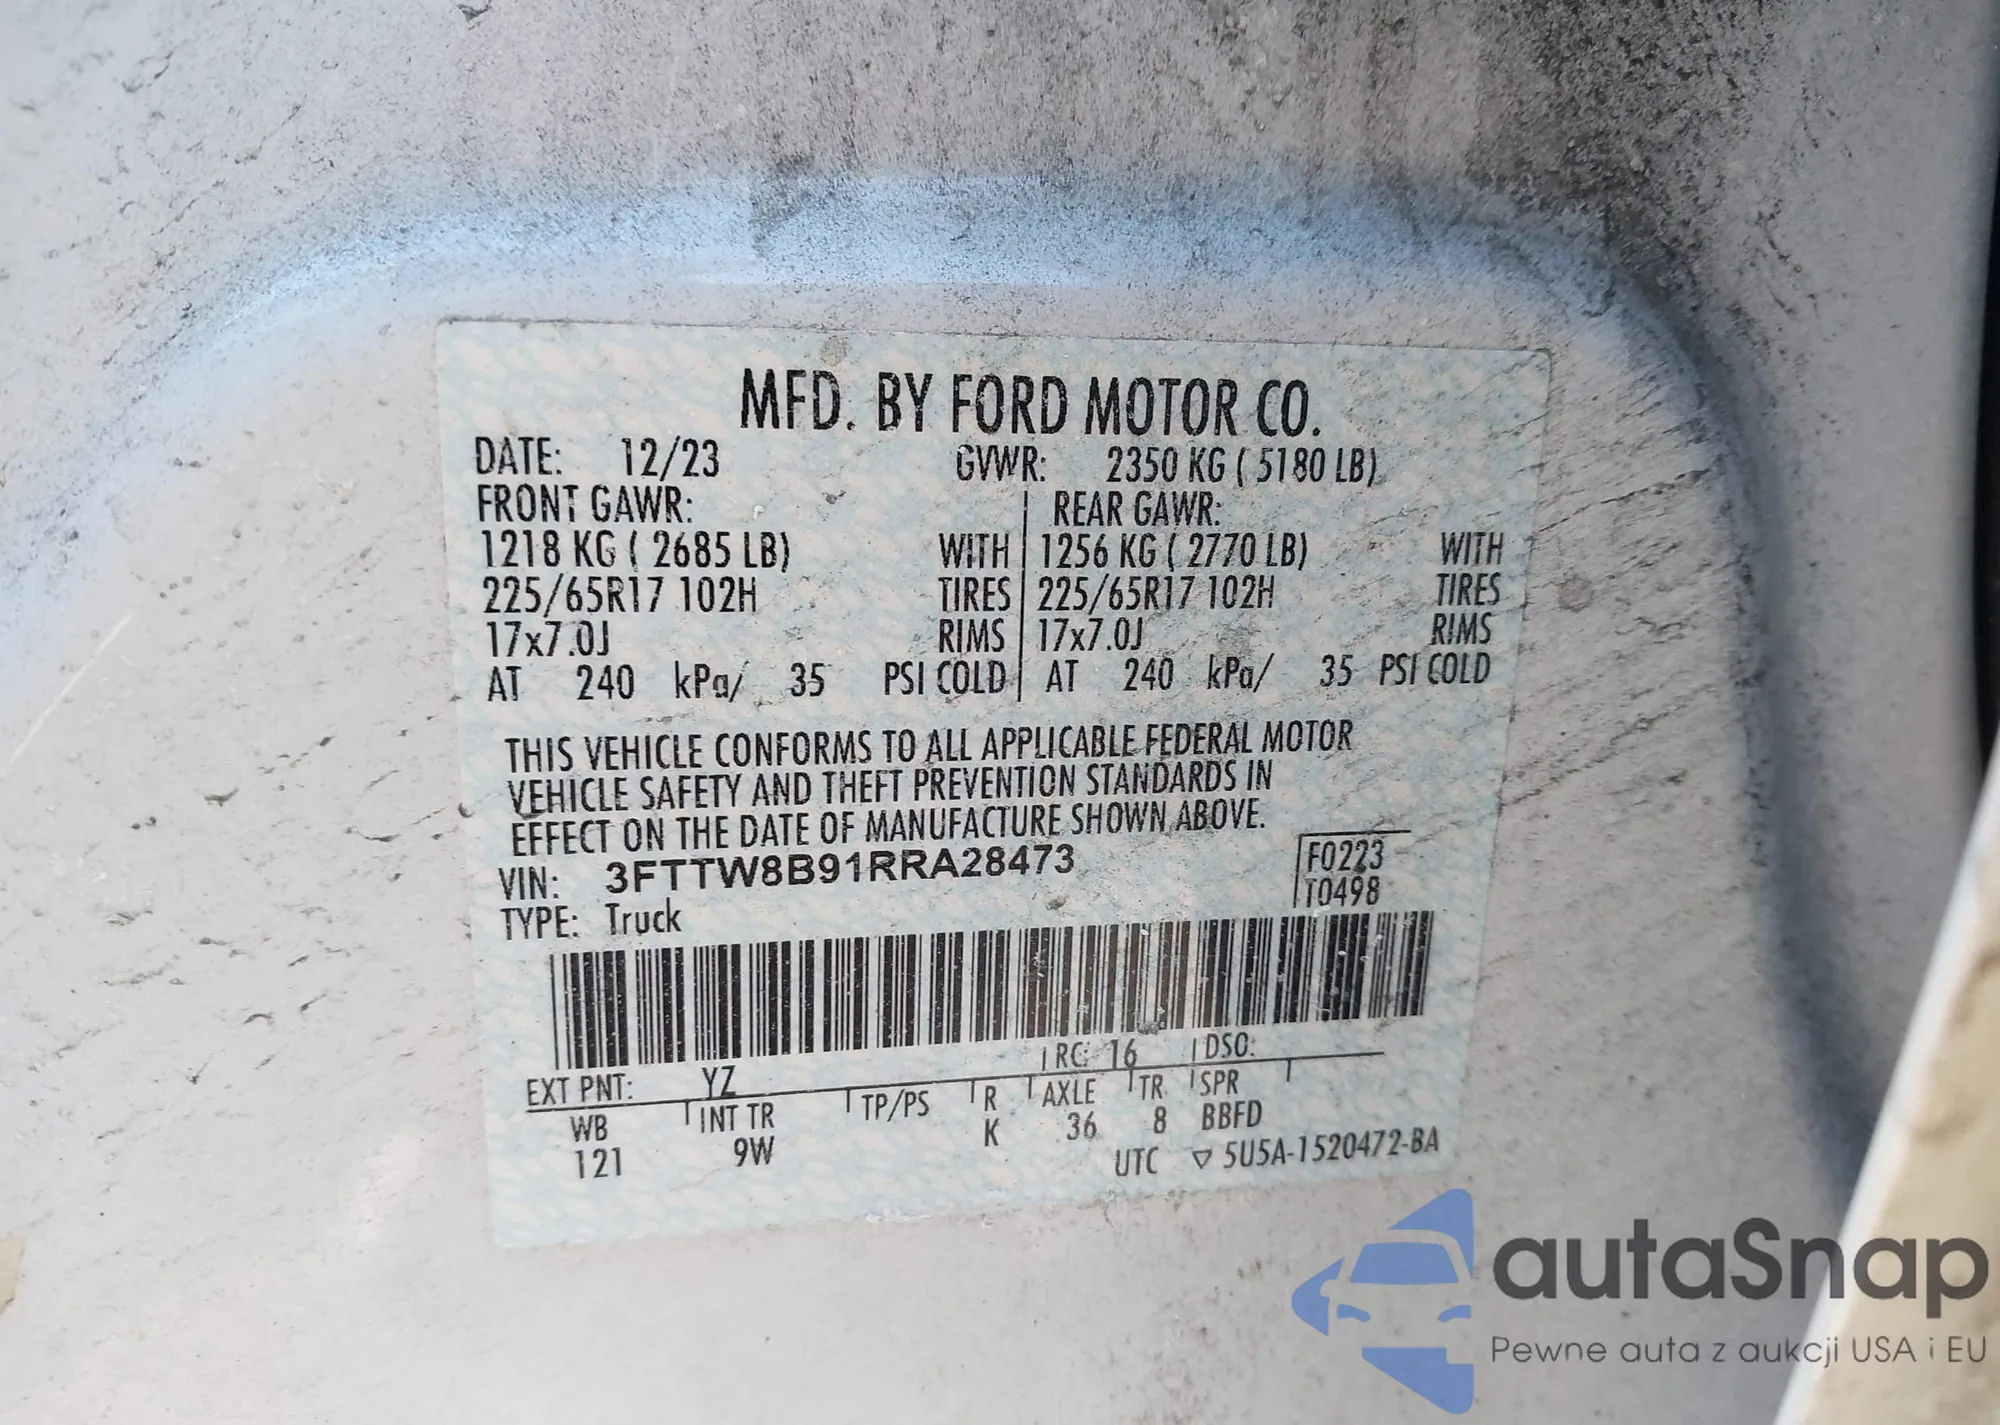 MFD. BY FORD MOTOR CO.
DATE: 12/23 GVWR: 2350 KG ( 5180 LB)
FRONT GAWR: REAR GAWR:
1218 KG ( 2685 LB) WITH 1256 KG ( 2770 LB) WITH
225/65R17 102H TIRES 225/65R17 102H TIRES
17x7.0J RIMS 17x7.0J RIMS
AT 240 kPa/ 35 PSI COLD AT 240 kPa/ 35 PSI COLD
THIS VEHICLE CONFORMS TO ALL APPLICABLE FEDERAL MOTOR
VEHICLE SAFETY AND THEFT PREVENTION STANDARDS IN
EFFECT ON THE DATE OF MANUFACTURE SHOWN ABOVE.
VIN: 3FTTW8B91RRA28473 F0223
TYPE: Truck T0498
EXT PNT: YZ RC: 16 DSO:
WB INT TR TP/PS R AXLE TR SPR
121 9W K 36 8 BBFD
UTC ▽ 5U5A-1520472-BA
autaSnap
Pewne auta z aukcji USA i EU